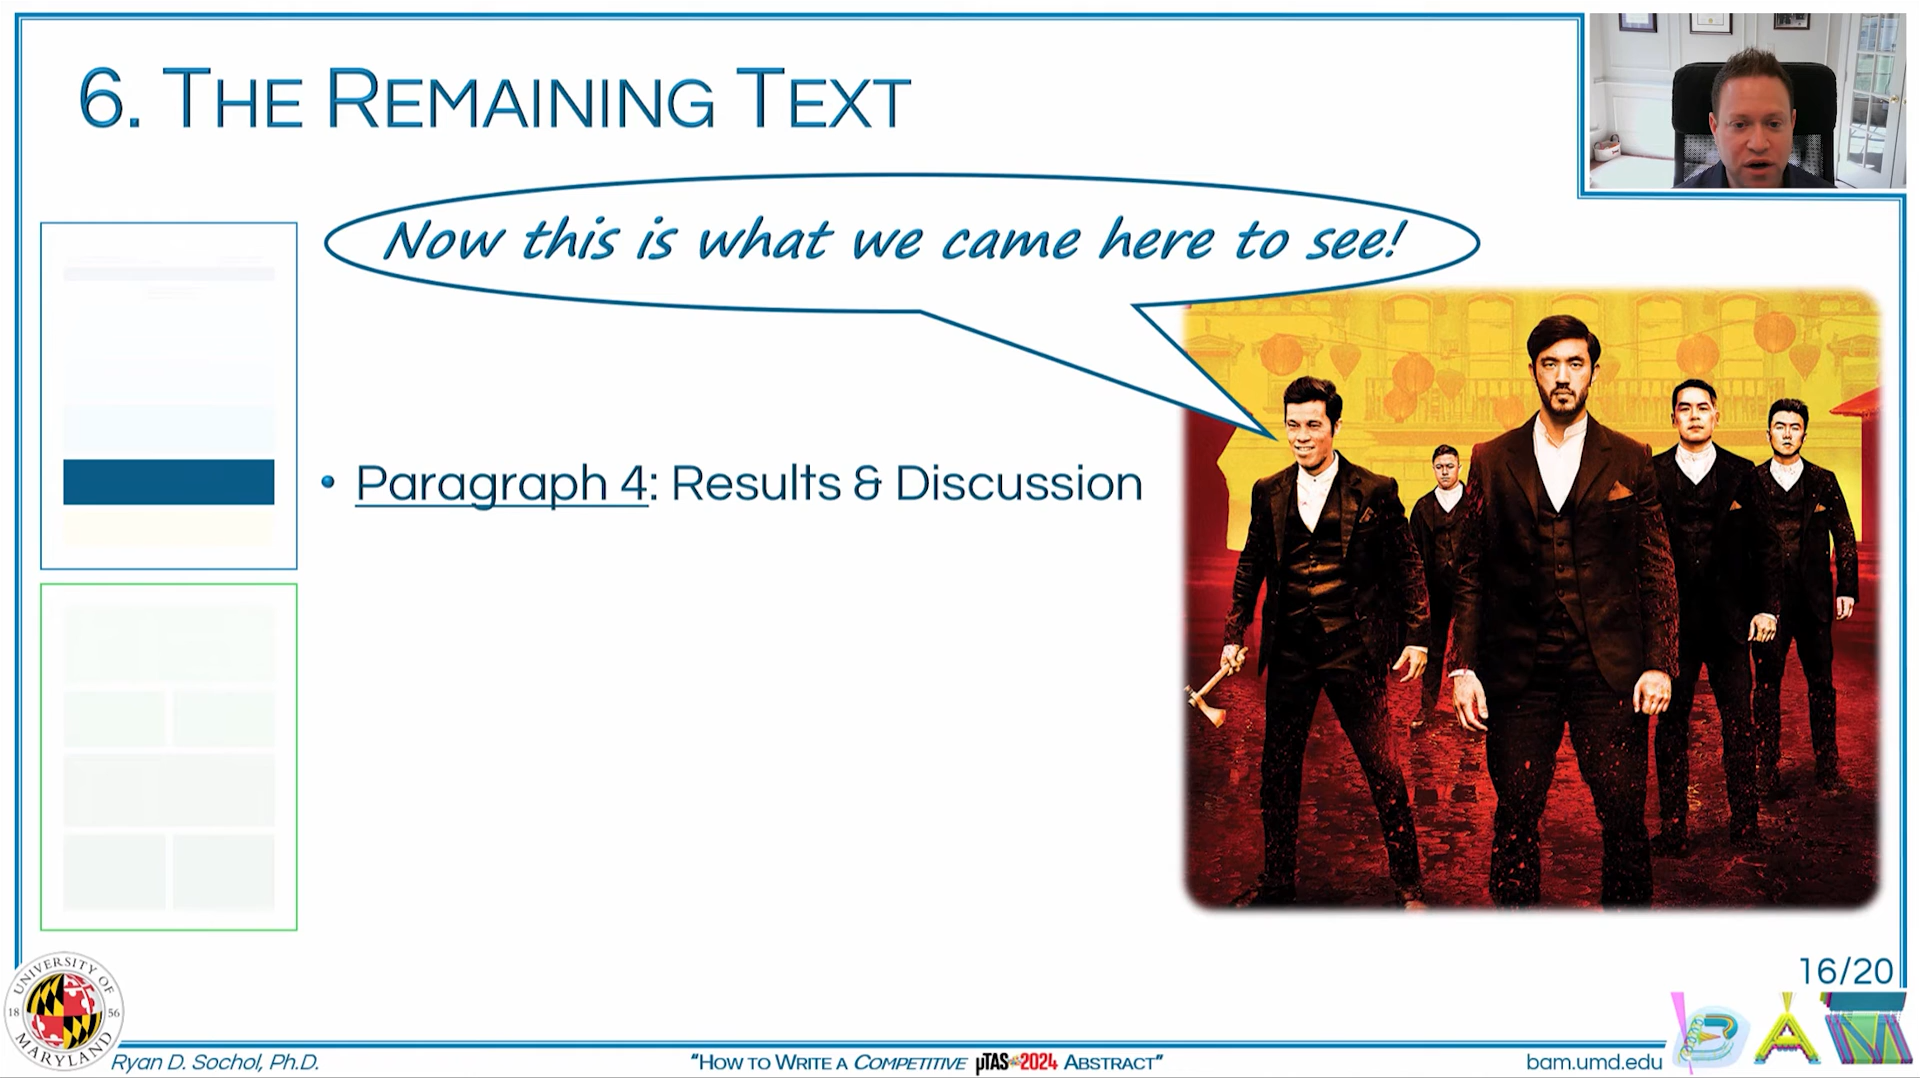 6. THE REMAINING TEXT
Now this is what we came here to see!
• Paragraph 4: Results & Discussion
16/20
UNIVERSITY OF
18 56
MARYLAND
BAM
Ryan D. Sochol, Ph.D.
“HOW TO WRITE A COMPETITIVE µTAS 2024 ABSTRACT”
bam.umd.edu